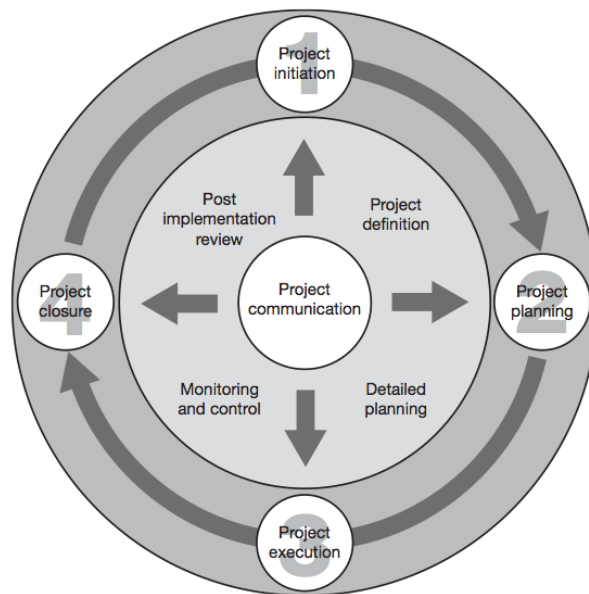 1
Project
initiation
Post
implementation
review
Project
definition
4
Project
closure
Project
communication
2
Project
planning
Monitoring
and control
Detailed
planning
3
Project
execution